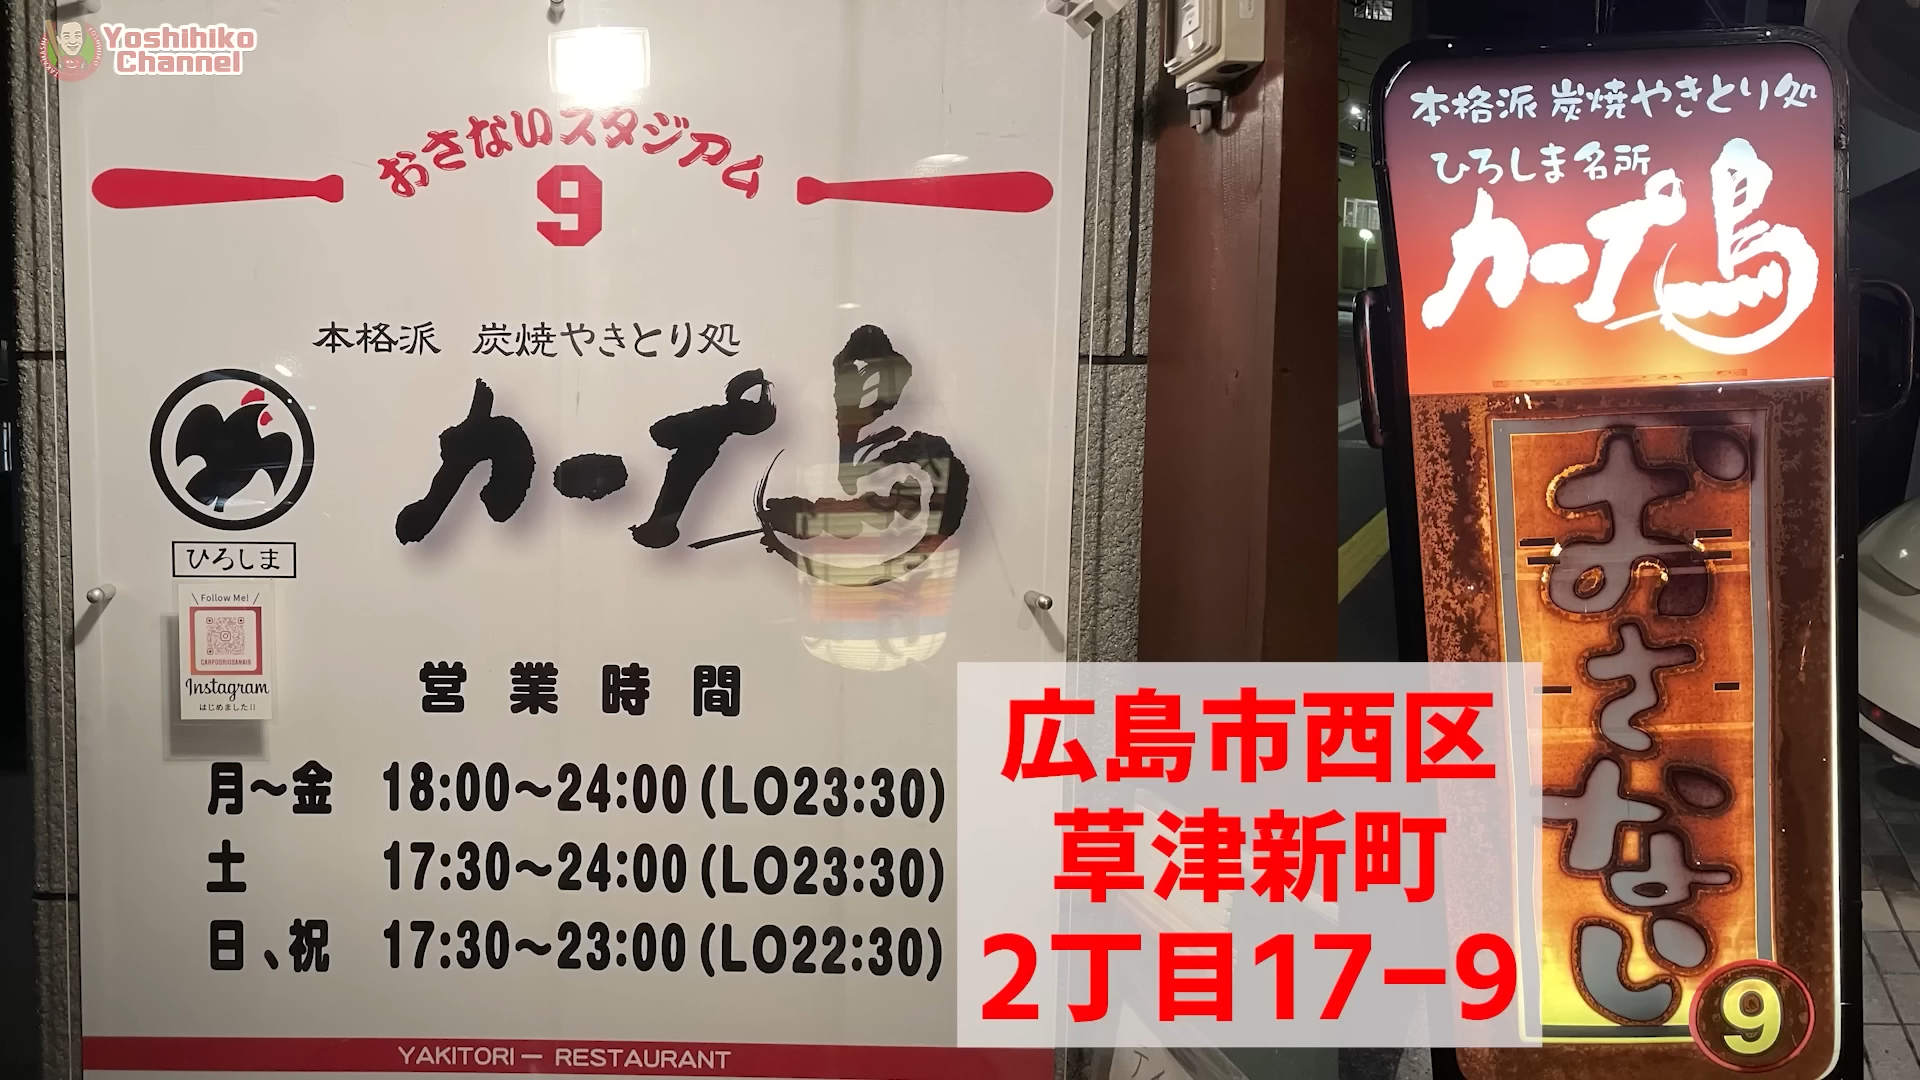 Yoshihiko
Channel
おさないスタジアム
9
本格派 炭焼やきとり処
カープ鳥
ひろしま
Follow Me!
CARPDORIOSANAI9
Instagram
はじめました!!
営業時間
月～金 18:00～24:00(LO23:30)
土 17:30～24:00(LO23:30)
日、祝 17:30～23:00(LO22:30)
YAKITORI － RESTAURANT
広島市西区
草津新町
2丁目17－9
本格派 炭焼やきとり処
ひろしま名所
カープ鳥
おさない
9